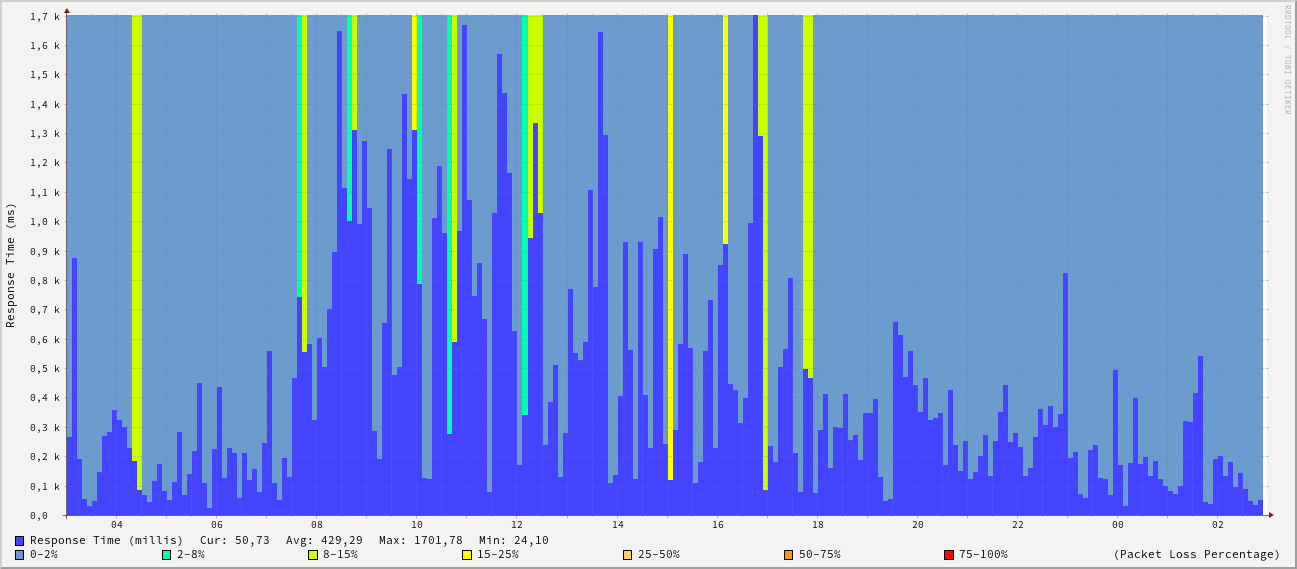 RRDTOOL / TOBI OETIKER
Response Time (ms)
1,7 k
1,6 k
1,5 k
1,4 k
1,3 k
1,2 k
1,1 k
1,0 k
0,9 k
0,8 k
0,7 k
0,6 k
0,5 k
0,4 k
0,3 k
0,2 k
0,1 k
0,0
04 06 08 10 12 14 16 18 20 22 00 02
Response Time (millis) Cur: 50,73 Avg: 429,29 Max: 1701,78 Min: 24,10
0-2% 2-8% 8-15% 15-25% 25-50% 50-75% 75-100% (Packet Loss Percentage)